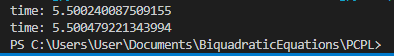 time: 5.500240087509155
time: 5.500479221343994
PS C:\Users\User\Documents\BiquadraticEquations\PCPL>